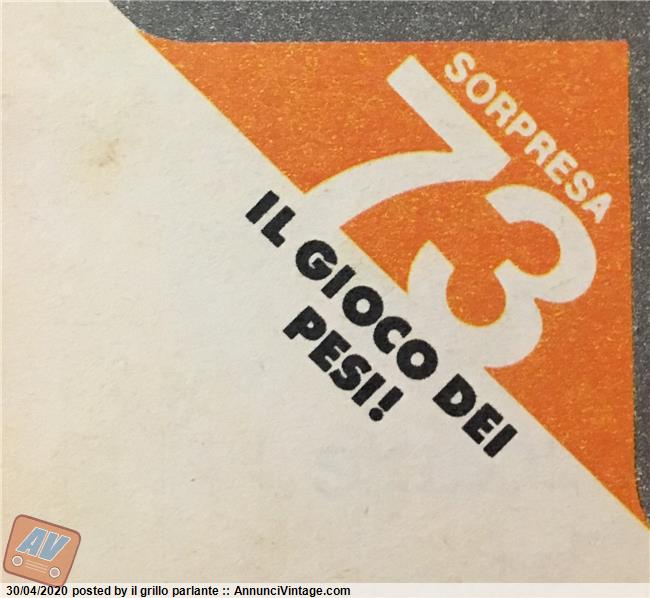 SORPRESA
73
IL GIOCO DEI
PESI!
AV
30/04/2020 posted by il grillo parlante :: AnnunciVintage.com